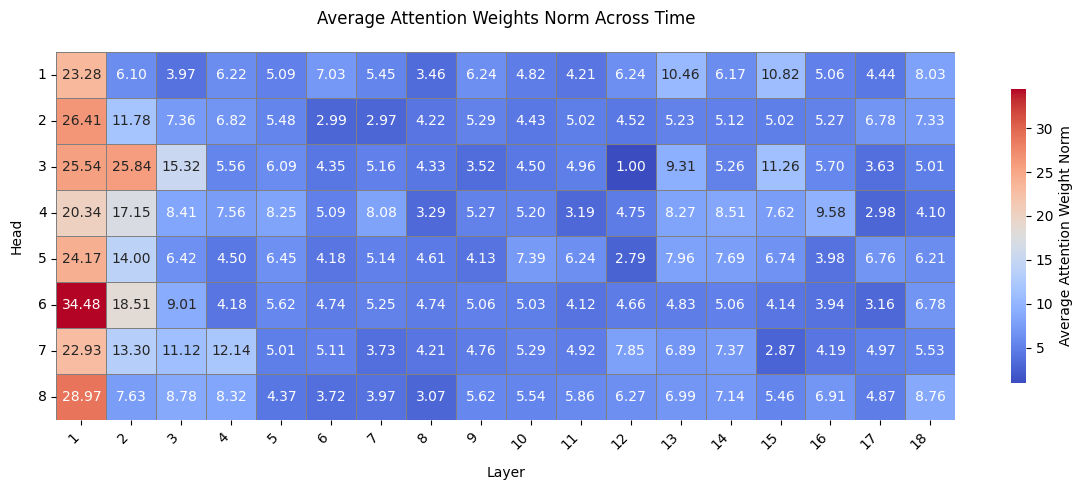 Average Attention Weights Norm Across Time
Head
1 23.28 6.10 3.97 6.22 5.09 7.03 5.45 3.46 6.24 4.82 4.21 6.24 10.46 6.17 10.82 5.06 4.44 8.03
2 26.41 11.78 7.36 6.82 5.48 2.99 2.97 4.22 5.29 4.43 5.02 4.52 5.23 5.12 5.02 5.27 6.78 7.33
3 25.54 25.84 15.32 5.56 6.09 4.35 5.16 4.33 3.52 4.50 4.96 1.00 9.31 5.26 11.26 5.70 3.63 5.01
4 20.34 17.15 8.41 7.56 8.25 5.09 8.08 3.29 5.27 5.20 3.19 4.75 8.27 8.51 7.62 9.58 2.98 4.10
5 24.17 14.00 6.42 4.50 6.45 4.18 5.14 4.61 4.13 7.39 6.24 2.79 7.96 7.69 6.74 3.98 6.76 6.21
6 34.48 18.51 9.01 4.18 5.62 4.74 5.25 4.74 5.06 5.03 4.12 4.66 4.83 5.06 4.14 3.94 3.16 6.78
7 22.93 13.30 11.12 12.14 5.01 5.11 3.73 4.21 4.76 5.29 4.92 7.85 6.89 7.37 2.87 4.19 4.97 5.53
8 28.97 7.63 8.78 8.32 4.37 3.72 3.97 3.07 5.62 5.54 5.86 6.27 6.99 7.14 5.46 6.91 4.87 8.76
1 2 3 4 5 6 7 8 9 10 11 12 13 14 15 16 17 18
Layer
30
25
20
15
10
5
Average Attention Weight Norm